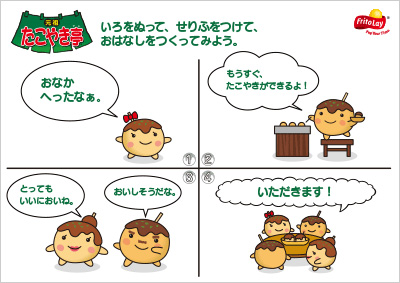 元祖
たこやき亭
いろをぬって、せりふをつけて、
おはなしをつくってみよう。
FritoLay
おなか
へったなぁ。
①
もうすぐ、
たこやきができるよ！
②
とっても
いいにおいね。
おいしそうだな。
③
いただきます！
④